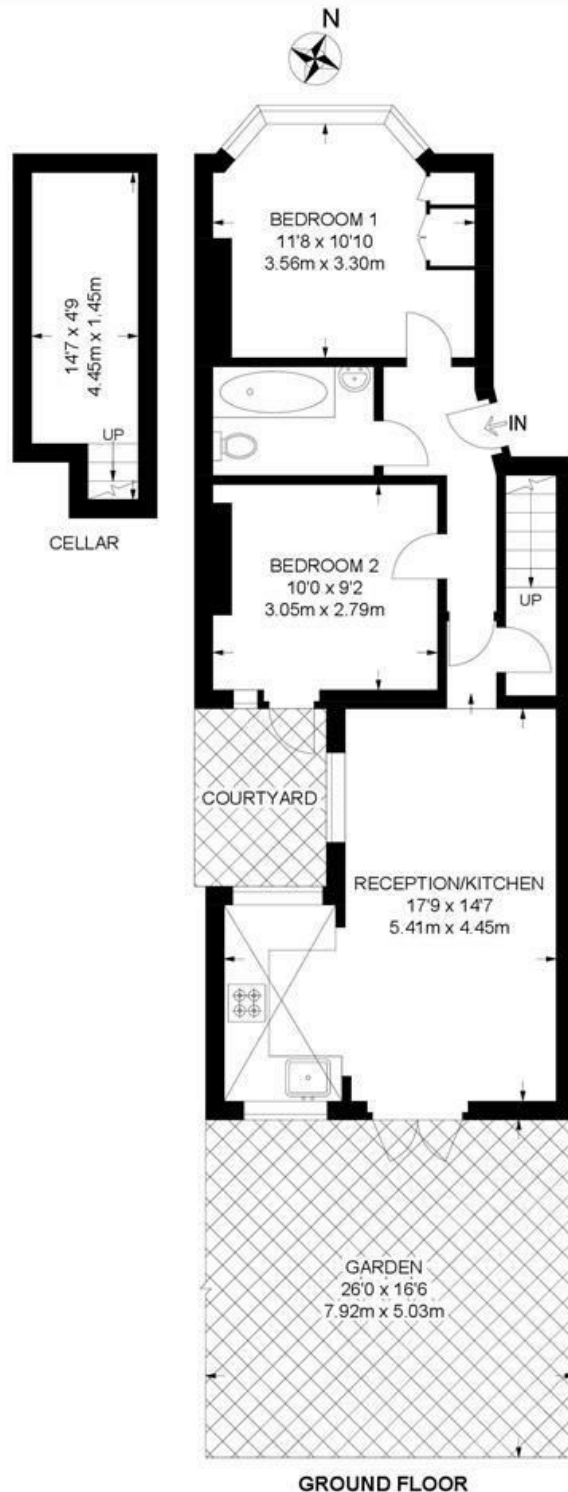 N
BEDROOM 1
11'8 x 10'10
3.56m x 3.30m
14'7 x 4'9
4.45m x 1.45m
UP
CELLAR
IN
BEDROOM 2
10'0 x 9'2
3.05m x 2.79m
UP
COURTYARD
RECEPTION/KITCHEN
17'9 x 14'7
5.41m x 4.45m
GARDEN
26'0 x 16'6
7.92m x 5.03m
GROUND FLOOR